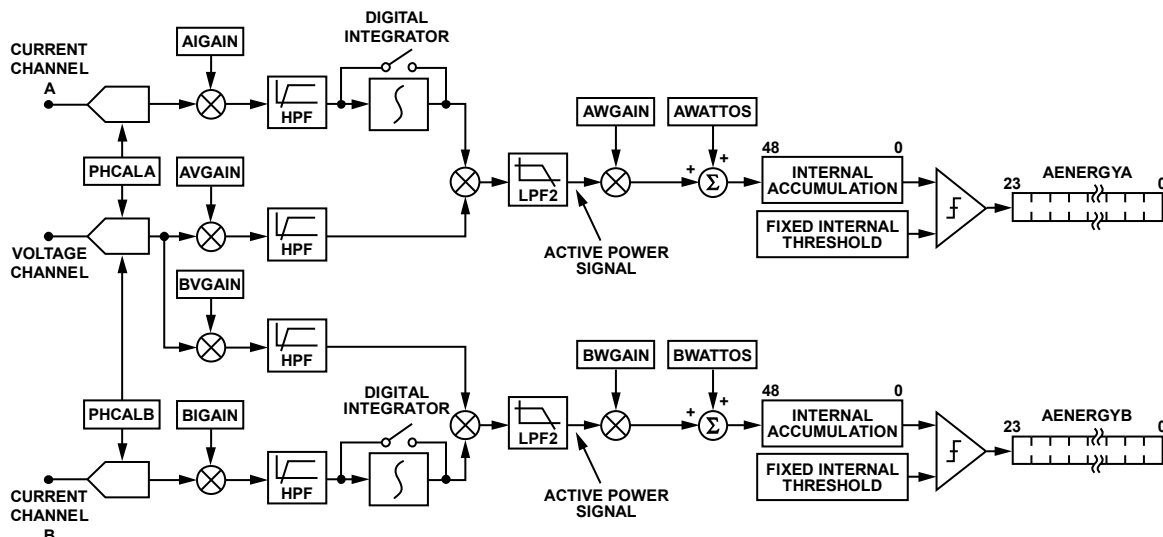 DIGITAL
INTEGRATOR
CURRENT
CHANNEL
A
AIGAIN
HPF
PHCALA
AVGAIN
VOLTAGE
CHANNEL
HPF
LPF2
AWGAIN
AWATTOS
+
+
Σ
ACTIVE POWER
SIGNAL
48 0
INTERNAL
ACCUMULATION
FIXED INTERNAL
THRESHOLD
AENERGYA
23 0
BVGAIN
HPF
PHCALB
BIGAIN
DIGITAL
INTEGRATOR
CURRENT
CHANNEL
B
HPF
LPF2
BWGAIN
BWATTOS
+
+
Σ
ACTIVE POWER
SIGNAL
48 0
INTERNAL
ACCUMULATION
FIXED INTERNAL
THRESHOLD
AENERGYB
23 0